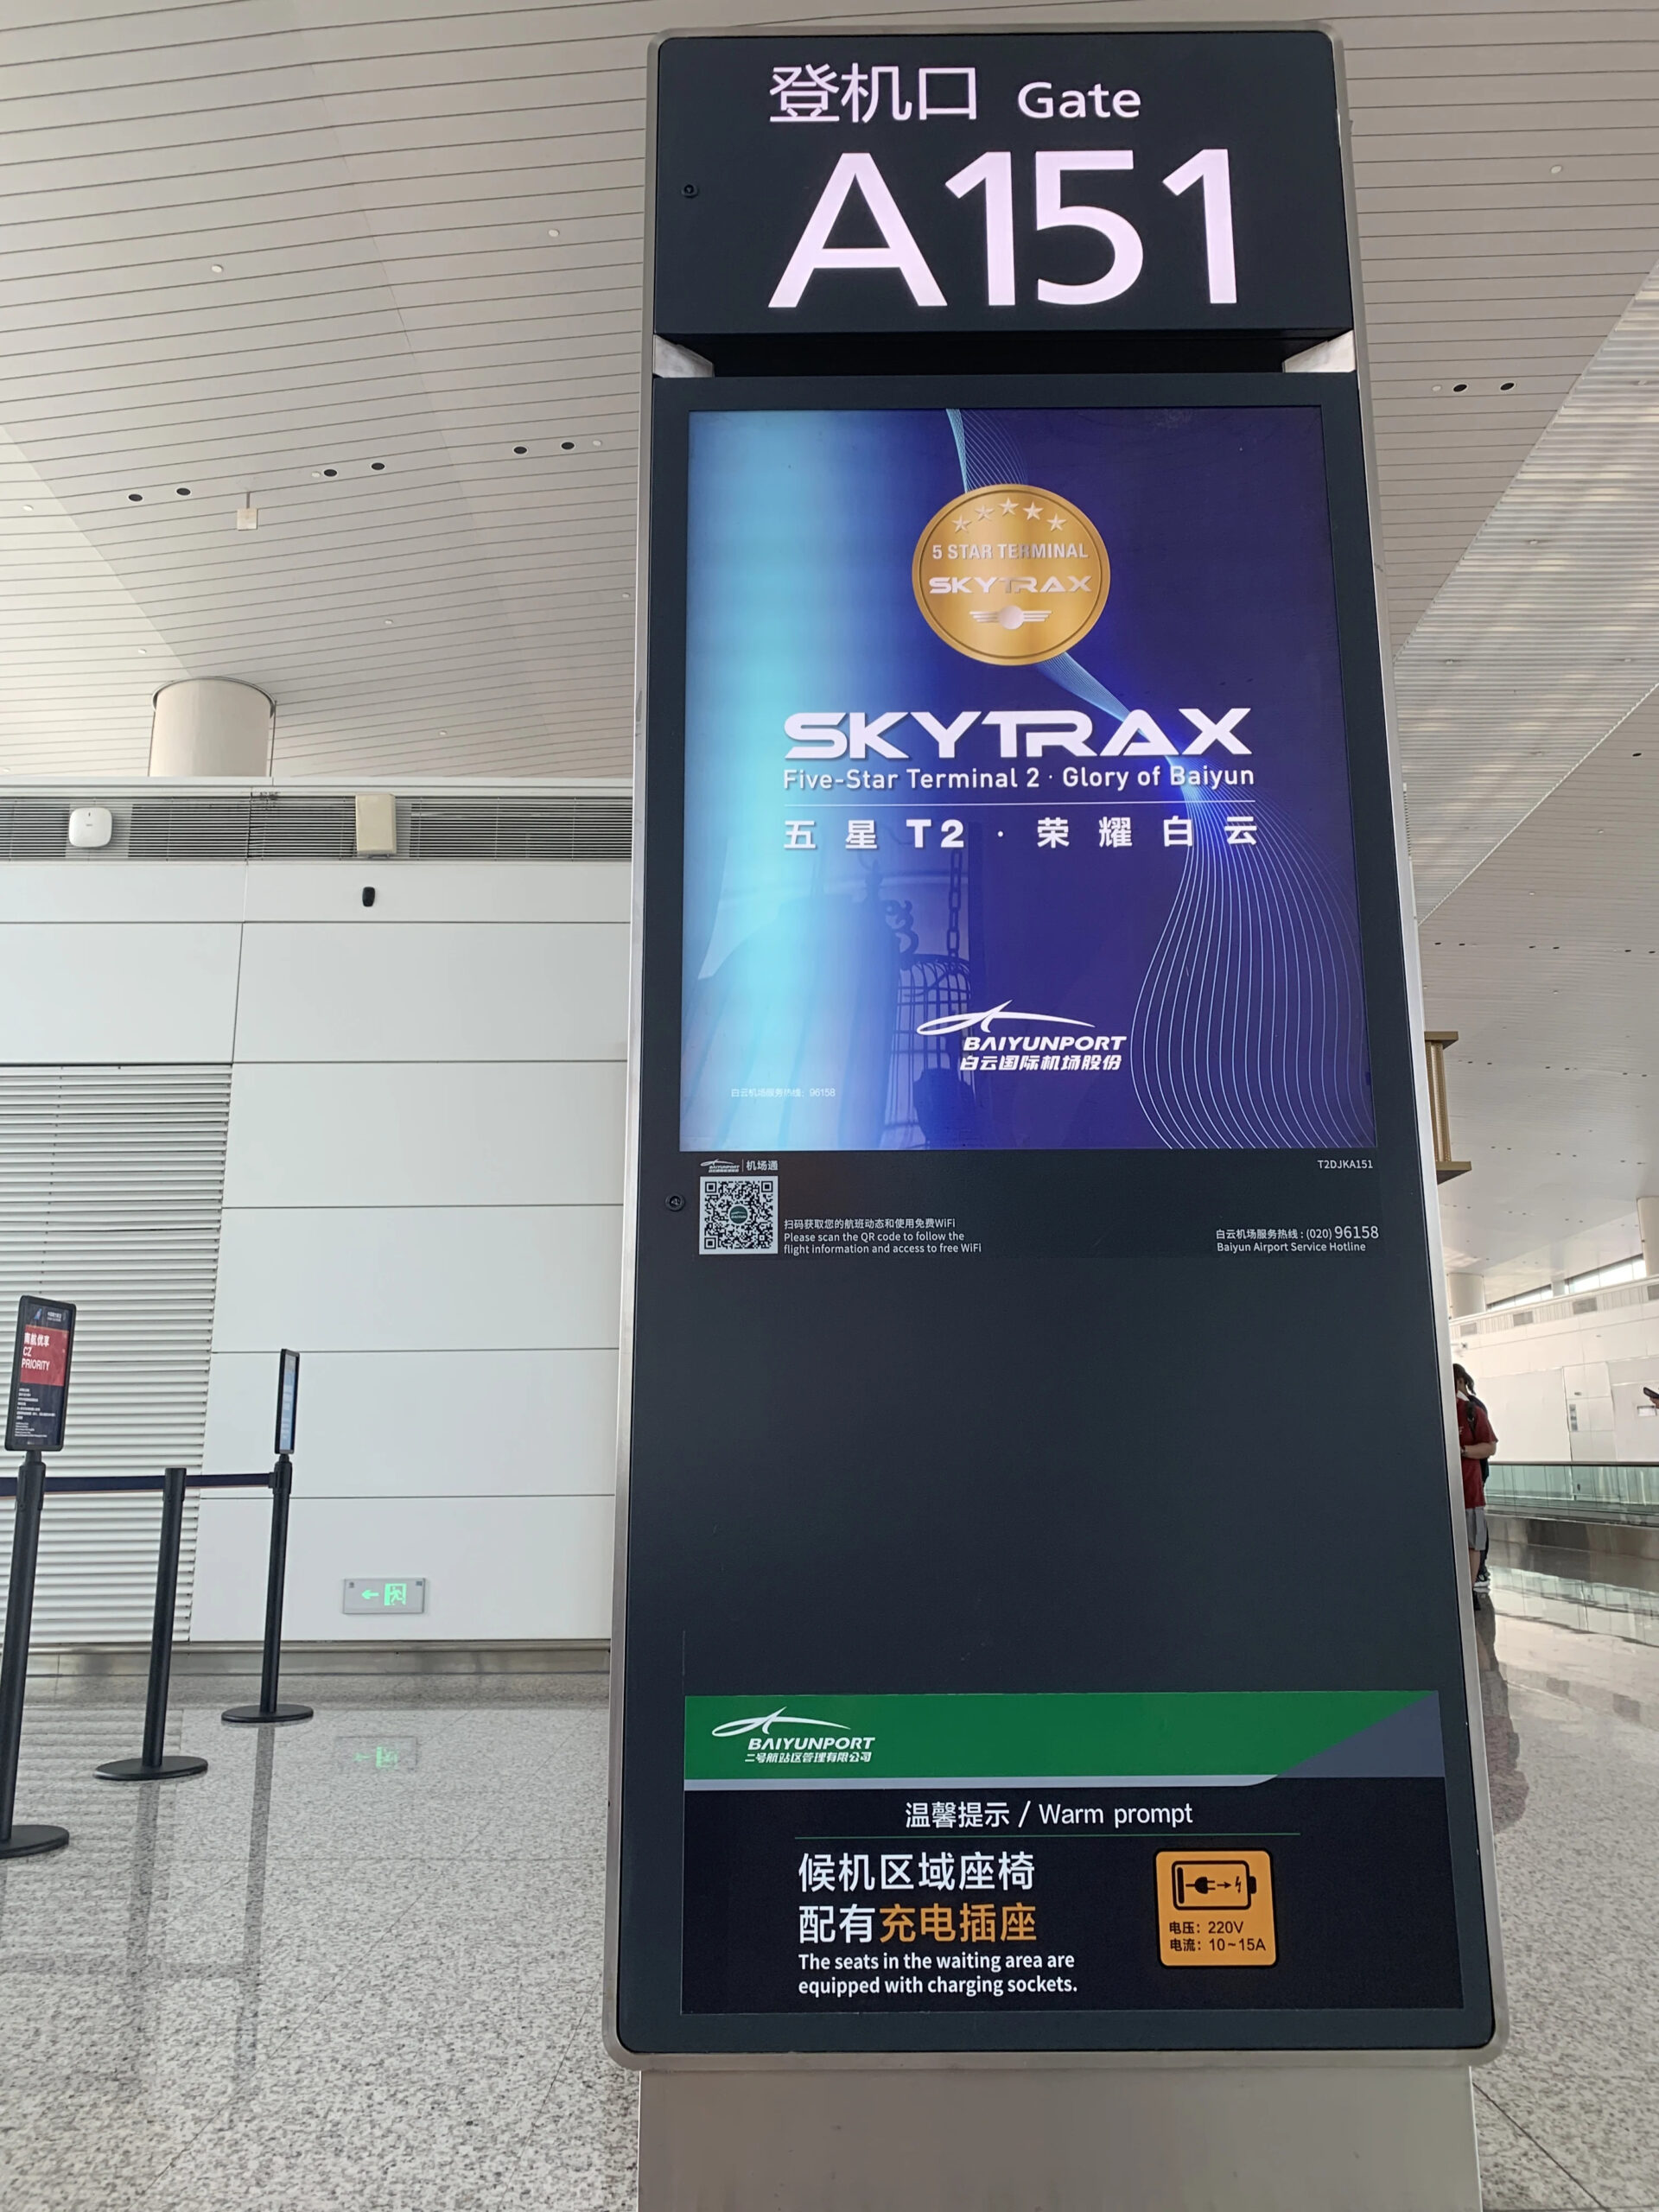 登机口 Gate
A151
5 STAR TERMINAL
SKYTRAX
SKYTRAX
Five-Star Terminal 2 · Glory of Baiyun
五星T2 · 荣耀白云
BAIYUNPORT
白云国际机场股份
白云机场服务热线：96158
机场通
T2DJKA151
扫码获取您的航班动态和使用免费WiFi
Please scan the QR code to follow the
flight information and access to free WiFi
白云机场服务热线：(020) 96158
Baiyun Airport Service Hotline
南航优享
CZ
PRIORITY
BAIYUNPORT
二号航站区管理有限公司
温馨提示 / Warm prompt
候机区域座椅
配有充电插座
The seats in the waiting area are
equipped with charging sockets.
电压：220V
电流：10~15A